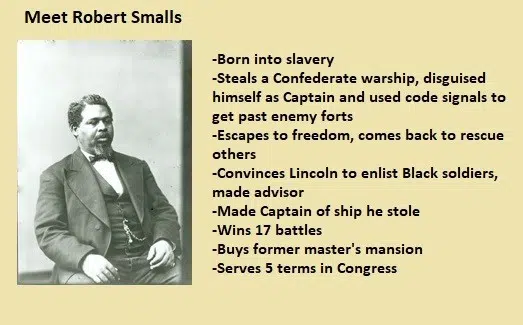 Meet Robert Smalls
-Born into slavery
-Steals a Confederate warship, disguised
himself as Captain and used code signals to
get past enemy forts
-Escapes to freedom, comes back to rescue
others
-Convinces Lincoln to enlist Black soldiers,
made advisor
-Made Captain of ship he stole
-Wins 17 battles
-Buys former master's mansion
-Serves 5 terms in Congress